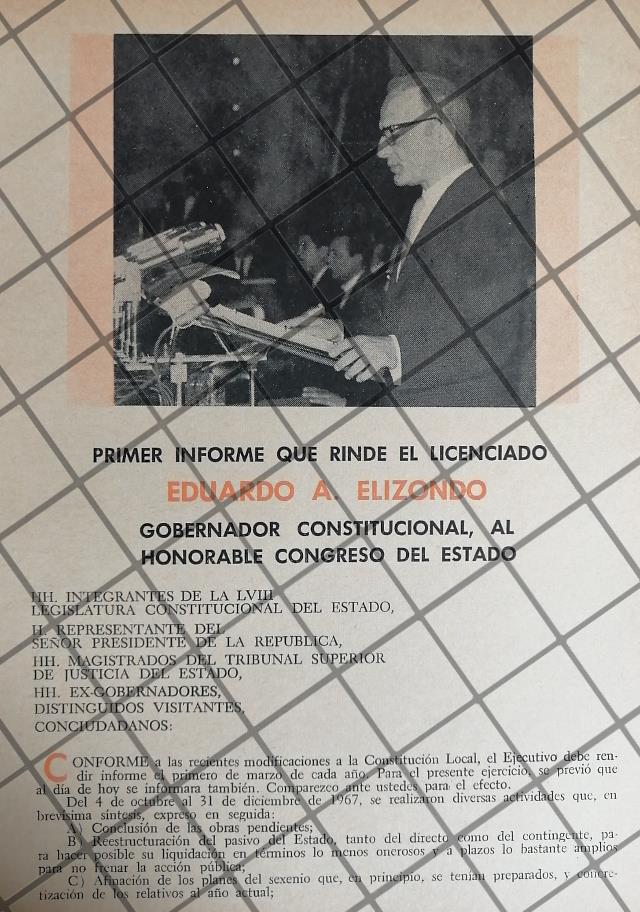 PRIMER INFORME QUE RINDE EL LICENCIADO
EDUARDO A. ELIZONDO
GOBERNADOR CONSTITUCIONAL, AL
HONORABLE CONGRESO DEL ESTADO
HH. INTEGRANTES DE LA LVIII
LEGISLATURA CONSTITUCIONAL DEL ESTADO,
H. REPRESENTANTE DEL
SEÑOR PRESIDENTE DE LA REPUBLICA,
HH. MAGISTRADOS DEL TRIBUNAL SUPERIOR
DE JUSTICIA DEL ESTADO,
HH. EX-GOBERNADORES,
DISTINGUIDOS VISITANTES,
CONCIUDADANOS:
CONFORME a las recientes modificaciones a la Constitución Local, el Ejecutivo debe ren-
dir informe el primero de marzo de cada año. Para el presente ejercicio, se previó que
al día de hoy se informara también. Comparezco ante ustedes para el efecto.
Del 4 de octubre al 31 de diciembre de 1967, se realizaron diversas actividades que, en
brevísima síntesis, expreso en seguida:
A) Conclusión de las obras pendientes;
B) Reestructuración del pasivo del Estado, tanto del directo como del contingente, pa-
ra hacer posible su liquidación en términos lo menos onerosos y a plazos lo bastante amplios
para no frenar la acción pública;
C) Afinación de los planes del sexenio que, en principio, se tenían preparados, y concre-
tización de los relativos al año actual;